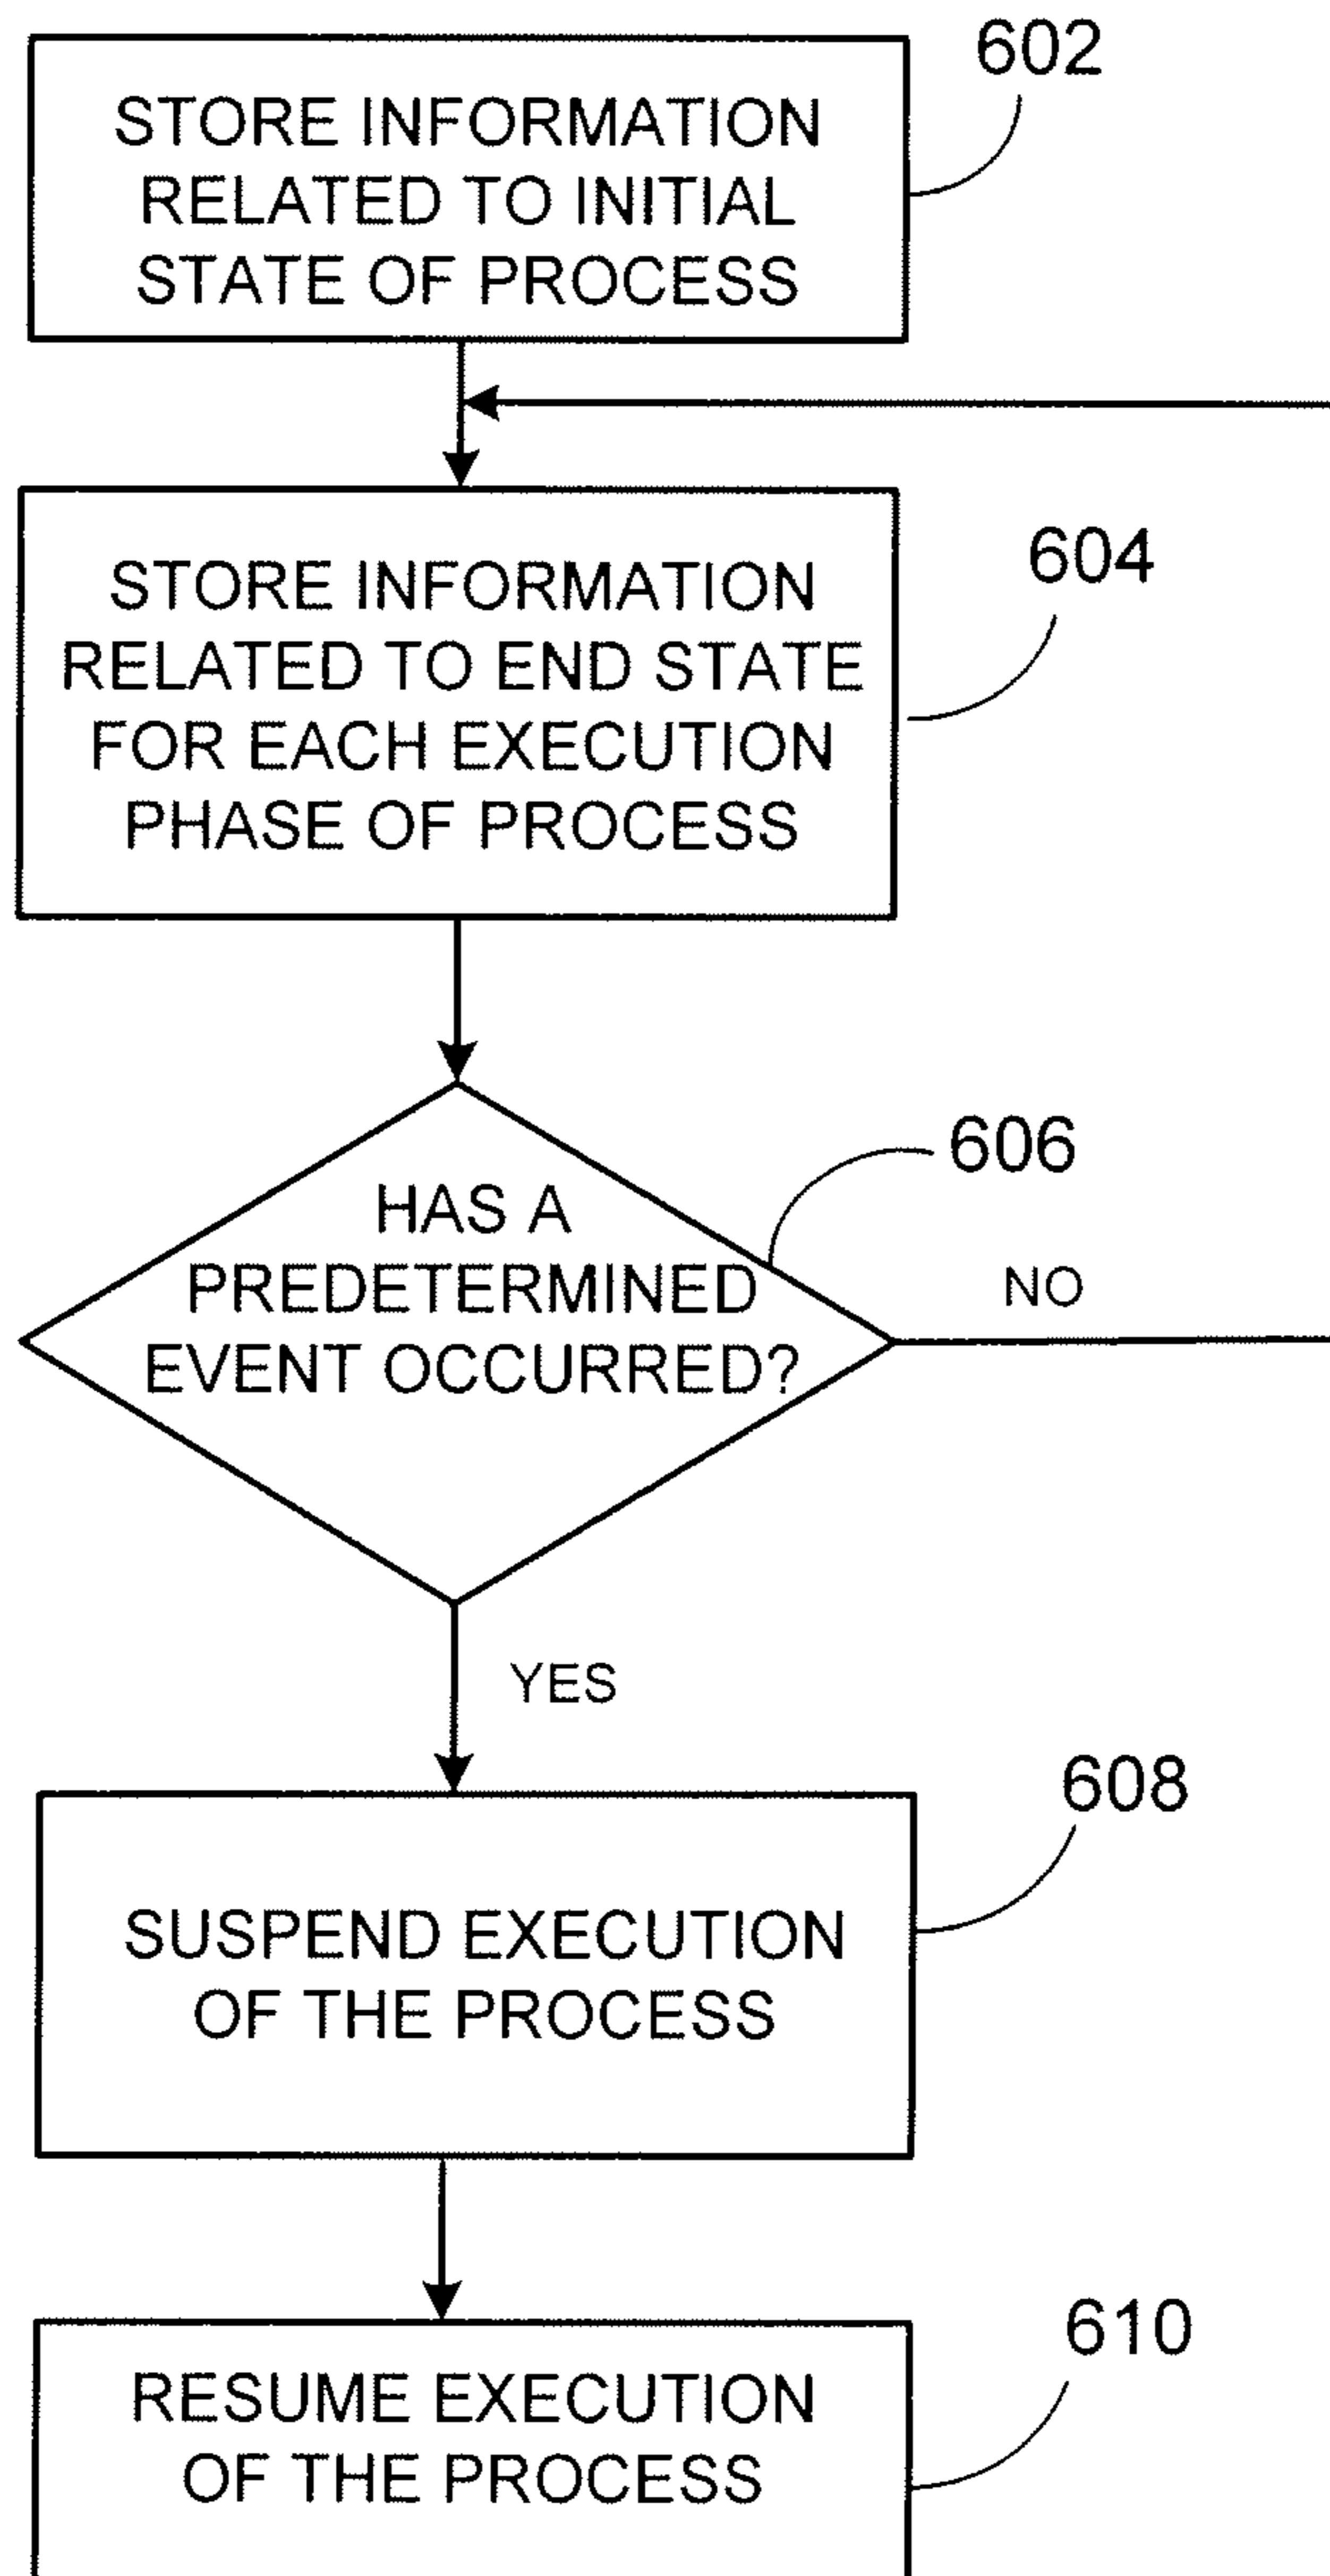 602
STORE INFORMATION
RELATED TO INITIAL
STATE OF PROCESS
604
STORE INFORMATION
RELATED TO END STATE
FOR EACH EXECUTION
PHASE OF PROCESS
606
HAS A
PREDETERMINED
EVENT OCCURRED?
NO
YES
608
SUSPEND EXECUTION
OF THE PROCESS
610
RESUME EXECUTION
OF THE PROCESS